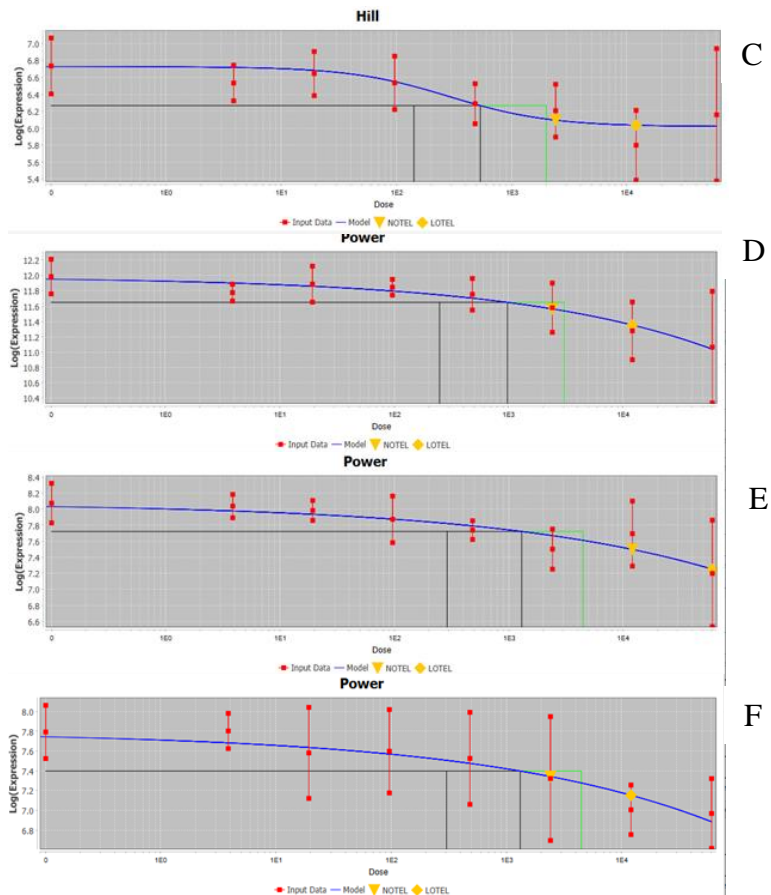 Hill
C
7.0
6.8
6.6
6.4
6.2
6.0
5.8
5.6
5.4
Log(Expression)
0 1E0 1E1 1E2 1E3 1E4
Dose
Input Data Model NOTEL LOTEL
Power
D
12.2
12.0
11.8
11.6
11.4
11.2
11.0
10.8
10.6
10.4
Log(Expression)
0 1E0 1E1 1E2 1E3 1E4
Dose
Input Data Model NOTEL LOTEL
Power
E
8.4
8.2
8.0
7.8
7.6
7.4
7.2
7.0
6.8
6.6
Log(Expression)
0 1E0 1E1 1E2 1E3 1E4
Dose
Input Data Model NOTEL LOTEL
Power
F
8.0
7.8
7.6
7.4
7.2
7.0
6.8
Log(Expression)
0 1E0 1E1 1E2 1E3 1E4
Dose
Input Data Model NOTEL LOTEL